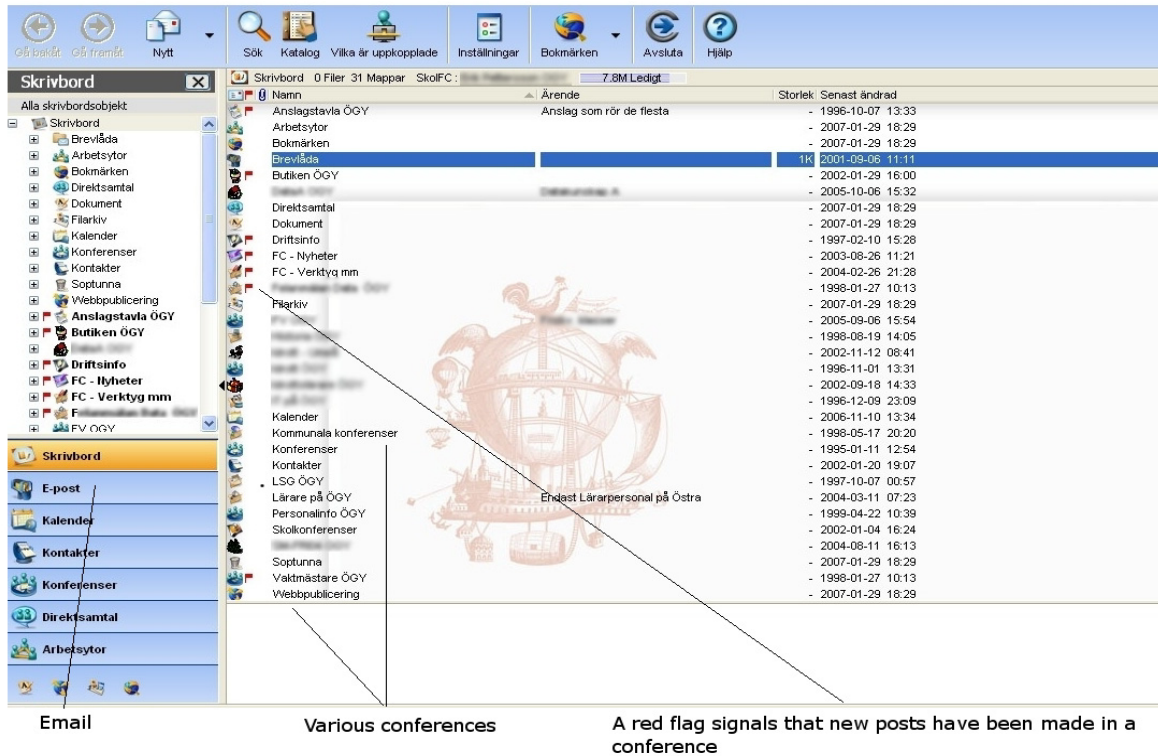 Gå bakåt Gå framåt Nytt Sök Katalog Vilka är uppkopplade Inställningar Bokmärken Avsluta Hjälp
Skrivbord
Alla skrivbordsobjekt
Skrivbord
Brevlåda
Arbetsytor
Bokmärken
Direktsamtal
Dokument
Filarkiv
Kalender
Konferenser
Kontakter
Soptunna
Webbpublicering
Anslagstavla ÖGY
Butiken ÖGY
Driftsinfo
FC - Nyheter
FC - Verktyg mm
F
FV ÖGY
Skrivbord
E-post
Kalender
Kontakter
Konferenser
Direktsamtal
Arbetsytor
Skrivbord 0 Filer 31 Mappar SkolFC : 7.8M Ledigt
Namn Ärende Storlek Senast ändrad
Anslagstavla ÖGY Anslag som rör de flesta - 1996-10-07 13:33
Arbetsytor - 2007-01-29 18:29
Bokmärken - 2007-01-29 18:29
Brevlåda 1K 2001-09-06 11:11
Butiken ÖGY - 2002-01-29 16:00
- 2005-10-06 15:32
Direktsamtal - 2007-01-29 18:29
Dokument - 2007-01-29 18:29
Driftsinfo - 1997-02-10 15:28
FC - Nyheter - 2003-08-26 11:21
FC - Verktyg mm - 2004-02-26 21:28
- 1998-01-27 10:13
Filarkiv - 2007-01-29 18:29
- 2005-09-06 15:54
- 1998-08-19 14:05
- 2002-11-12 08:41
- 1996-11-01 13:31
- 2002-09-18 14:33
- 1996-12-09 23:09
Kalender - 2006-11-10 13:34
Kommunala konferenser - 1998-05-17 20:20
Konferenser - 1995-01-11 12:54
Kontakter - 2002-01-20 19:07
LSG ÖGY - 1997-10-07 00:57
Lärare på ÖGY Endast Lärarpersonal på Östra - 2004-03-11 07:23
Personalinfo ÖGY - 1999-04-22 10:39
Skolkonferenser - 2002-01-04 16:24
- 2004-08-11 16:13
Soptunna - 2007-01-29 18:29
Vaktmästare ÖGY - 1998-01-27 10:13
Webbpublicering - 2007-01-29 18:29
Email
Various conferences
A red flag signals that new posts have been made in a
conference